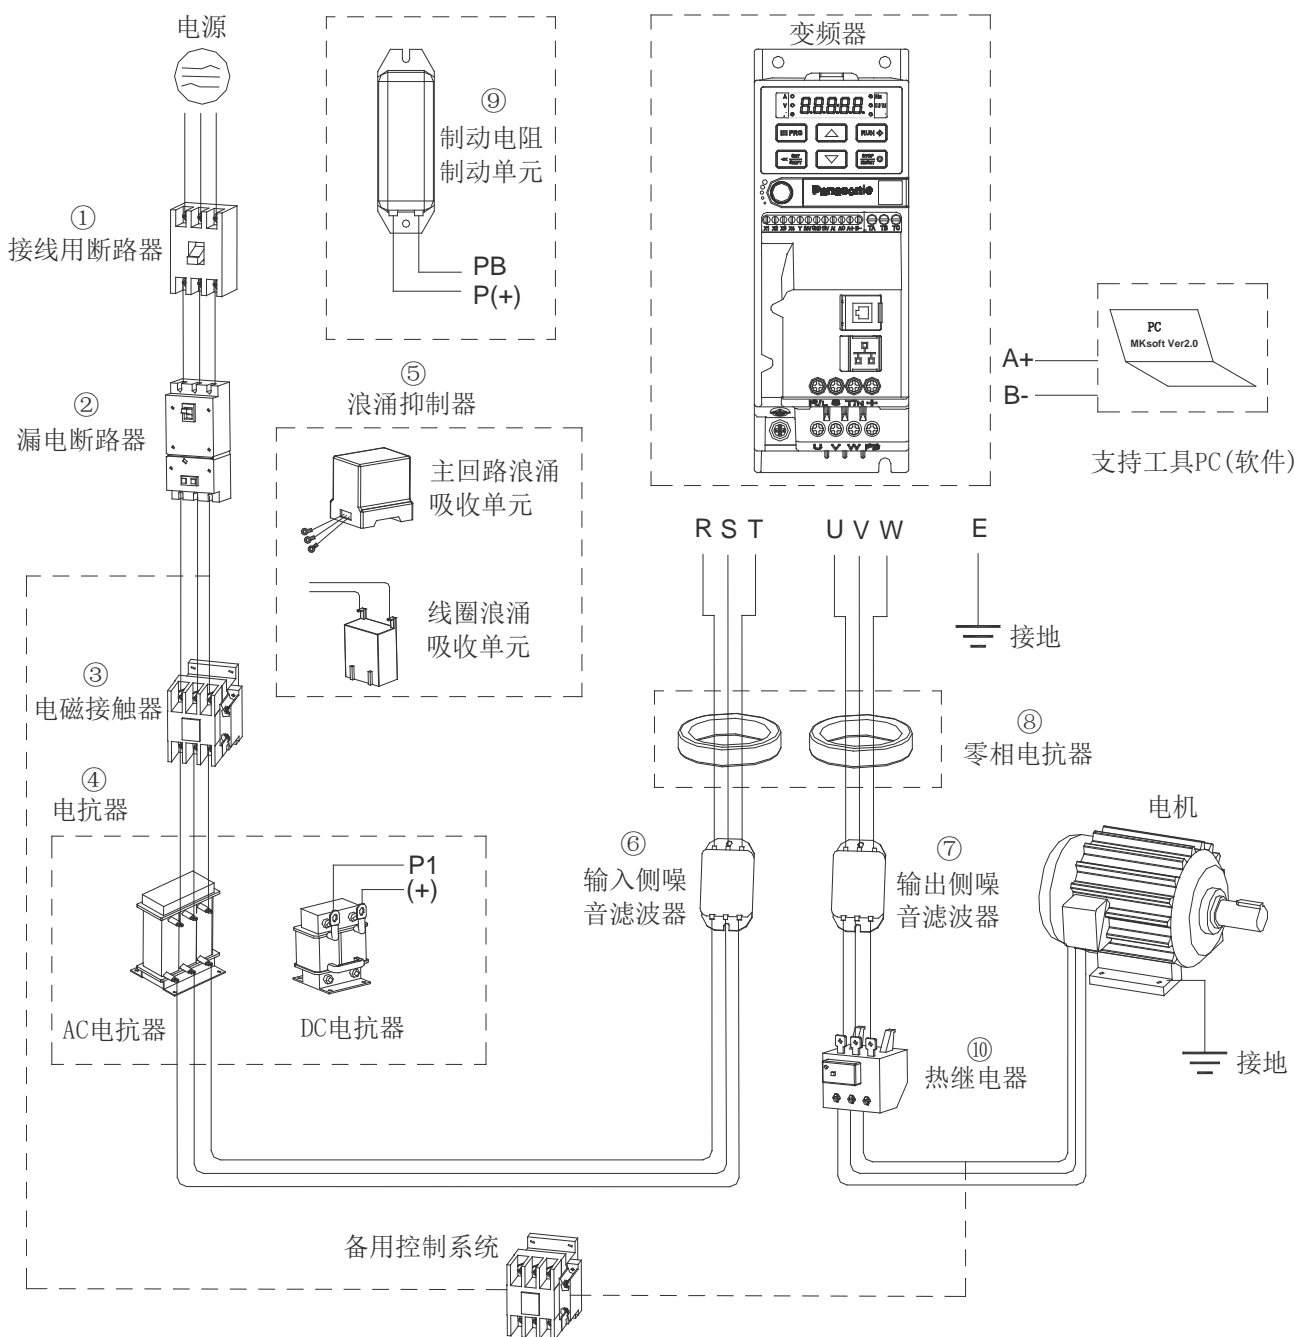 电源
变频器
⑨
制动电阻
制动单元
PB
P(+)
Panasonic
①
接线用断路器
PC
MKsoft Ver2.0
A+
B-
支持工具PC(软件)
②
漏电断路器
⑤
浪涌抑制器
主回路浪涌
吸收单元
线圈浪涌
吸收单元
R S T
U V W
E
接地
③
电磁接触器
⑧
零相电抗器
④
电抗器
P1
(+)
AC电抗器
DC电抗器
⑥
输入侧噪
音滤波器
⑦
输出侧噪
音滤波器
电机
⑩
热继电器
接地
备用控制系统